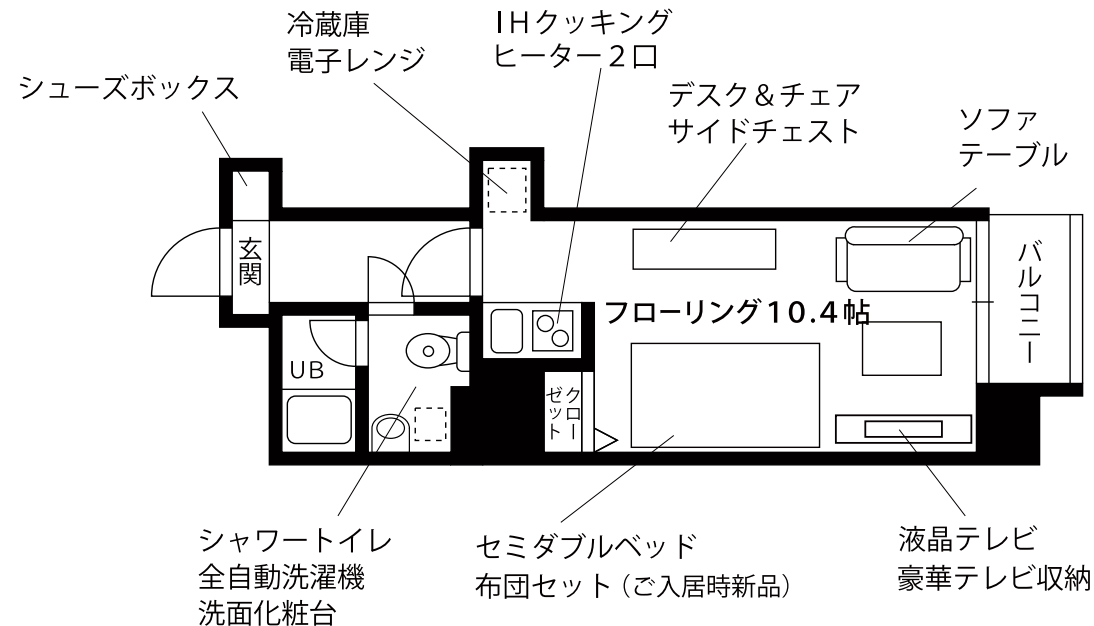 冷蔵庫
電子レンジ
IHクッキング
ヒーター2口
シューズボックス
デスク&チェア
サイドチェスト
ソファ
テーブル
玄関
バルコニー
フローリング10.4帖
UB
クローゼット
シャワートイレ
全自動洗濯機
洗面化粧台
セミダブルベッド
布団セット(ご入居時新品)
液晶テレビ
豪華テレビ収納